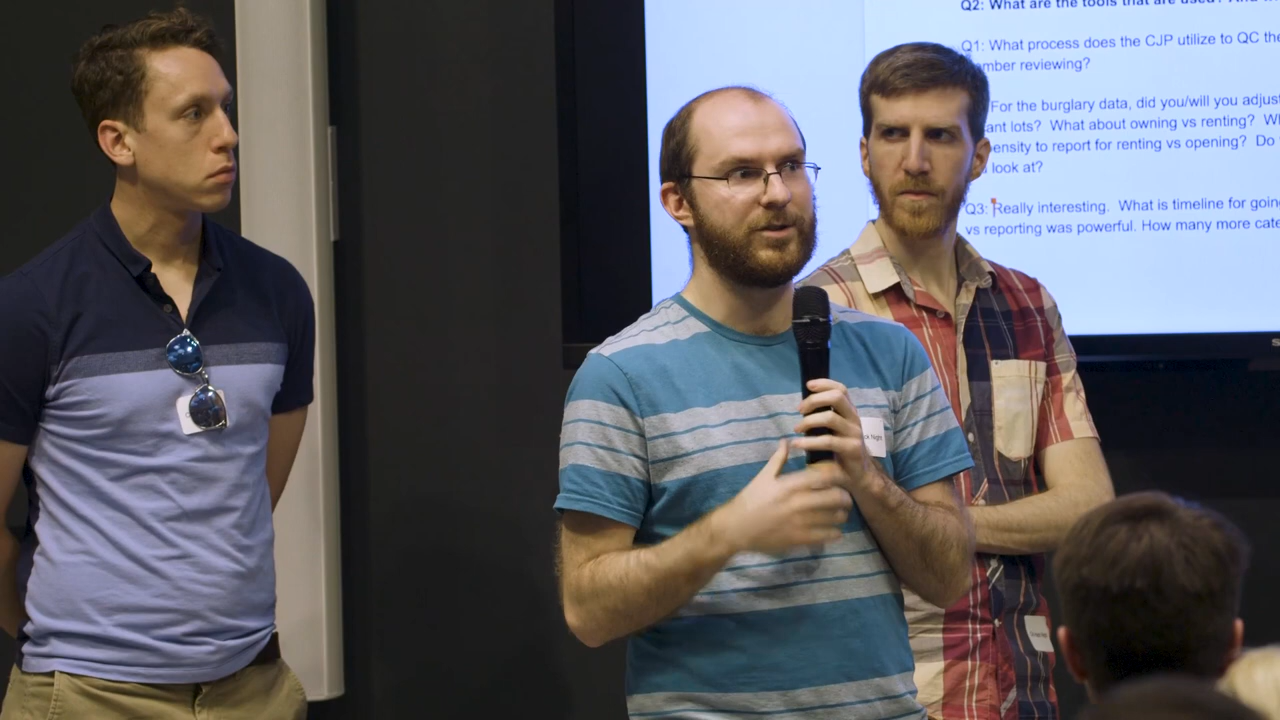 Q2: What are the tools that are used?
Q1: What process does the CJP utilize to QC the
mber reviewing?
For the burglary data, did you/will you adjust
ant lots? What about owning vs renting?
ensity to report for renting vs opening? Do
look at?
Q3: Really interesting. What is timeline for going
vs reporting was powerful. How many more cate
Night